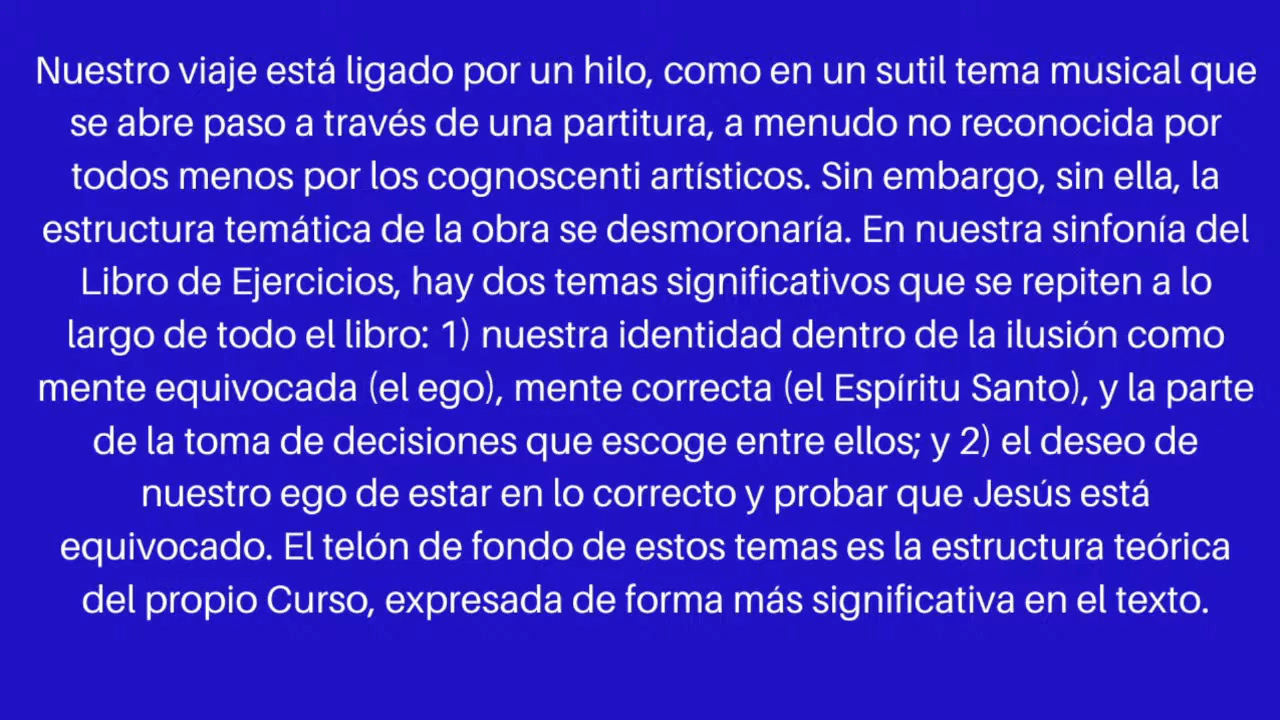 Nuestro viaje está ligado por un hilo, como en un sutil tema musical que
se abre paso a través de una partitura, a menudo no reconocida por
todos menos por los cognoscenti artísticos. Sin embargo, sin ella, la
estructura temática de la obra se desmoronaría. En nuestra sinfonía del
Libro de Ejercicios, hay dos temas significativos que se repiten a lo
largo de todo el libro: 1) nuestra identidad dentro de la ilusión como
mente equivocada (el ego), mente correcta (el Espíritu Santo), y la parte
de la toma de decisiones que escoge entre ellos; y 2) el deseo de
nuestro ego de estar en lo correcto y probar que Jesús está
equivocado. El telón de fondo de estos temas es la estructura teórica
del propio Curso, expresada de forma más significativa en el texto.